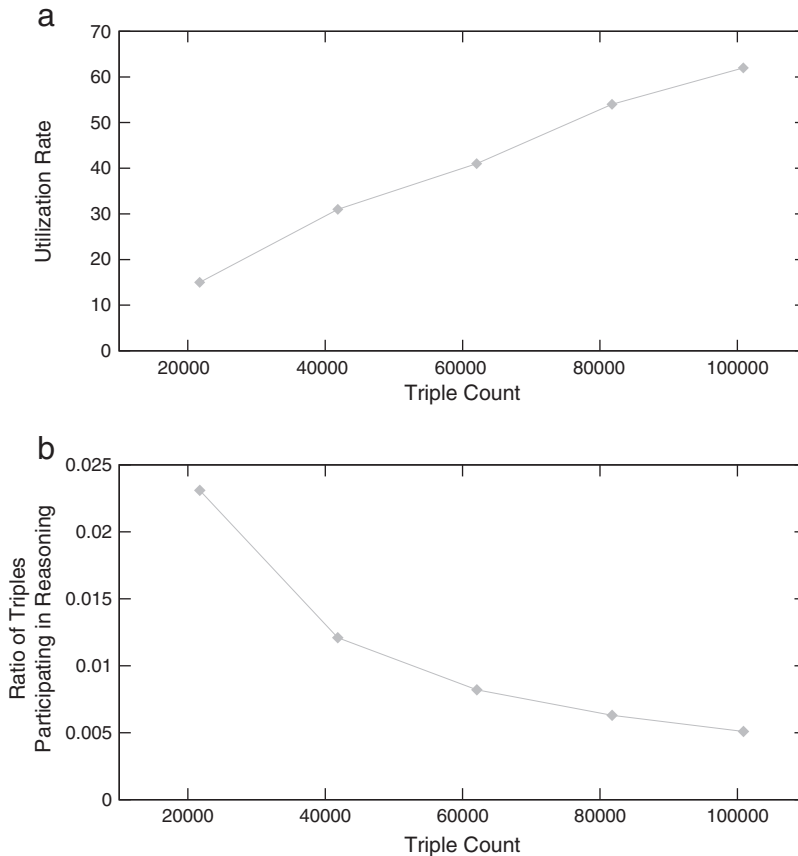 a
70
60
50
40
30
20
10
0
Utilization Rate
20000 40000 60000 80000 100000
Triple Count
b
0.025
0.02
0.015
0.01
0.005
0
Ratio of Triples
Participating in Reasoning
20000 40000 60000 80000 100000
Triple Count